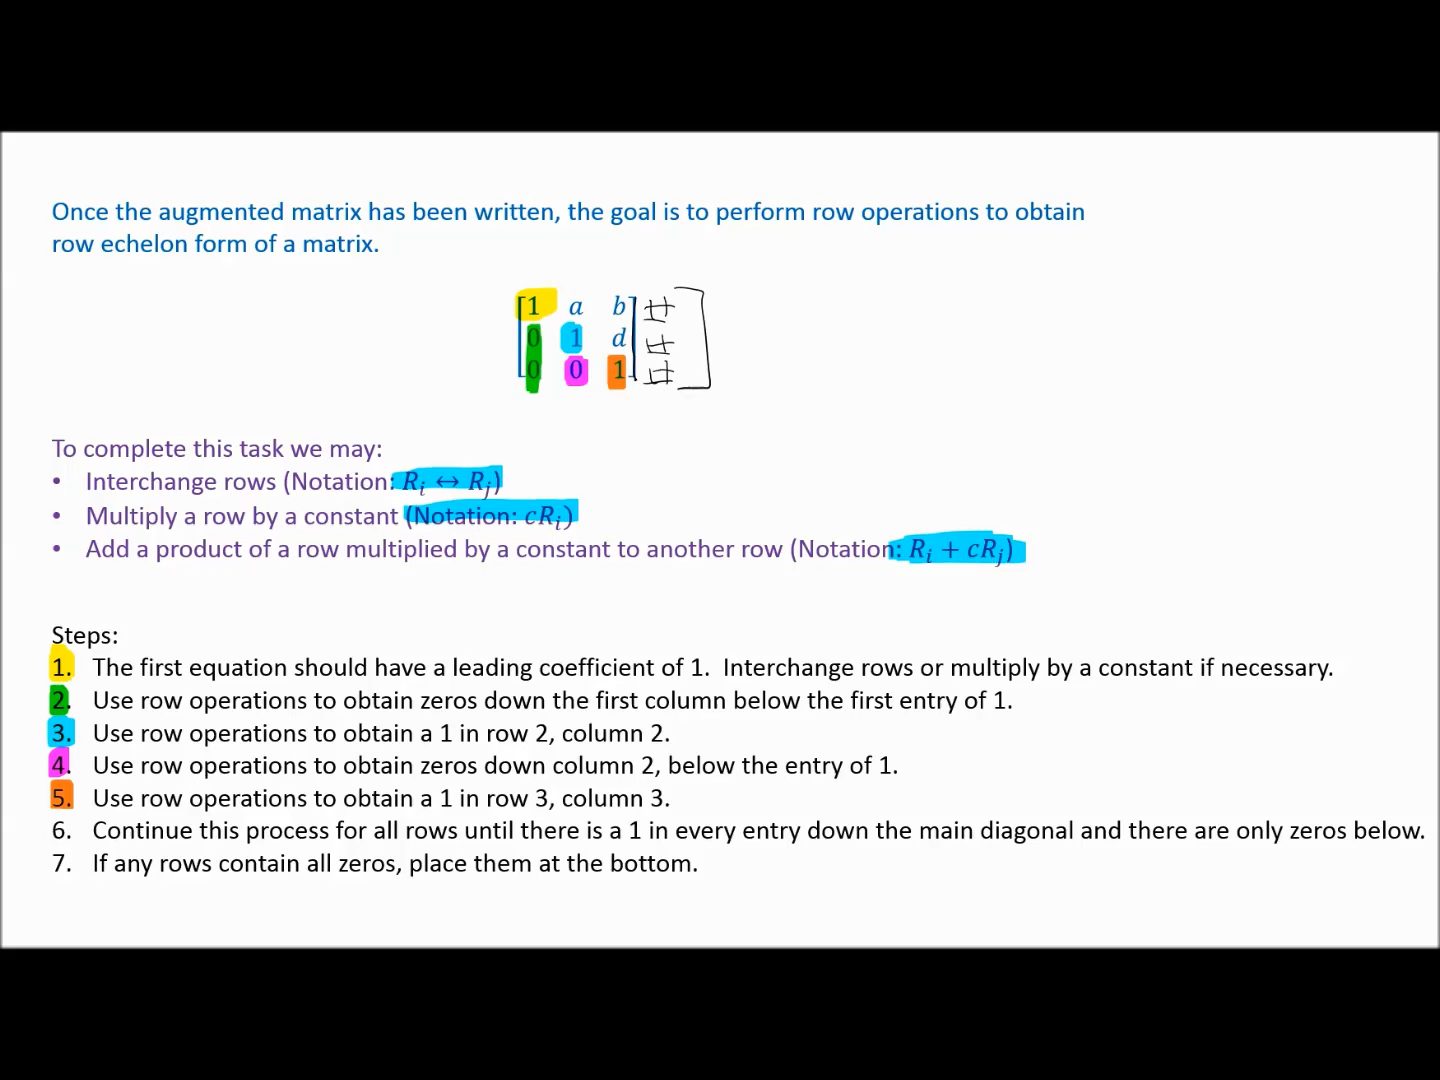 Once the augmented matrix has been written, the goal is to perform row operations to obtain
row echelon form of a matrix.
[1 a b] #
[0 1 d] #
[0 0 1] #
To complete this task we may:
• Interchange rows (Notation: Rᵢ ↔ Rⱼ)
• Multiply a row by a constant (Notation: cRᵢ)
• Add a product of a row multiplied by a constant to another row (Notation: Rᵢ + cRⱼ)
Steps:
1. The first equation should have a leading coefficient of 1. Interchange rows or multiply by a constant if necessary.
2. Use row operations to obtain zeros down the first column below the first entry of 1.
3. Use row operations to obtain a 1 in row 2, column 2.
4. Use row operations to obtain zeros down column 2, below the entry of 1.
5. Use row operations to obtain a 1 in row 3, column 3.
6. Continue this process for all rows until there is a 1 in every entry down the main diagonal and there are only zeros below.
7. If any rows contain all zeros, place them at the bottom.